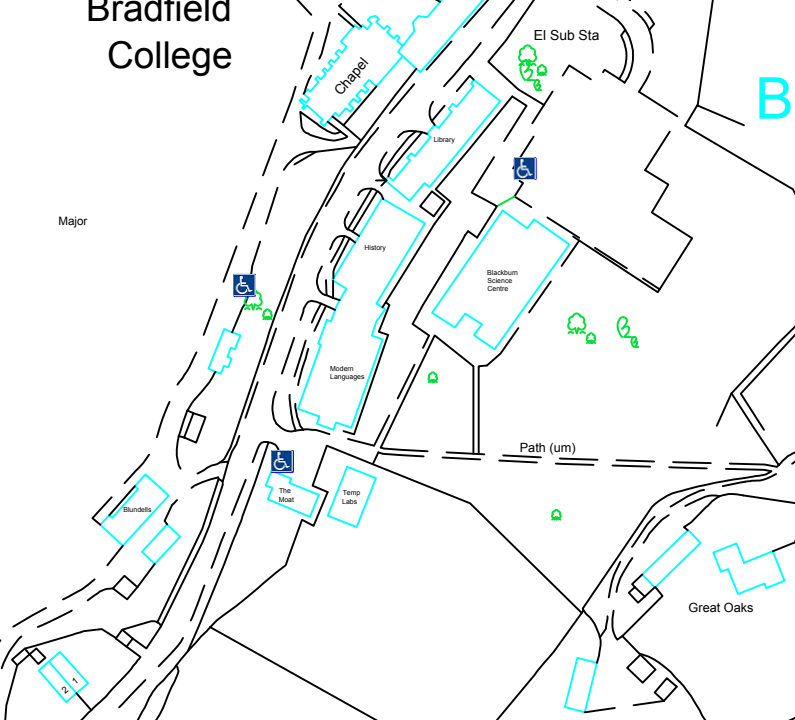 Bradfield
College
El Sub Sta
Chapel
B
Library
Major
History
Blackburn
Science
Centre
Modern
Languages
Path (um)
The
Moat
Temp
Labs
Blundells
Great Oaks
1
2